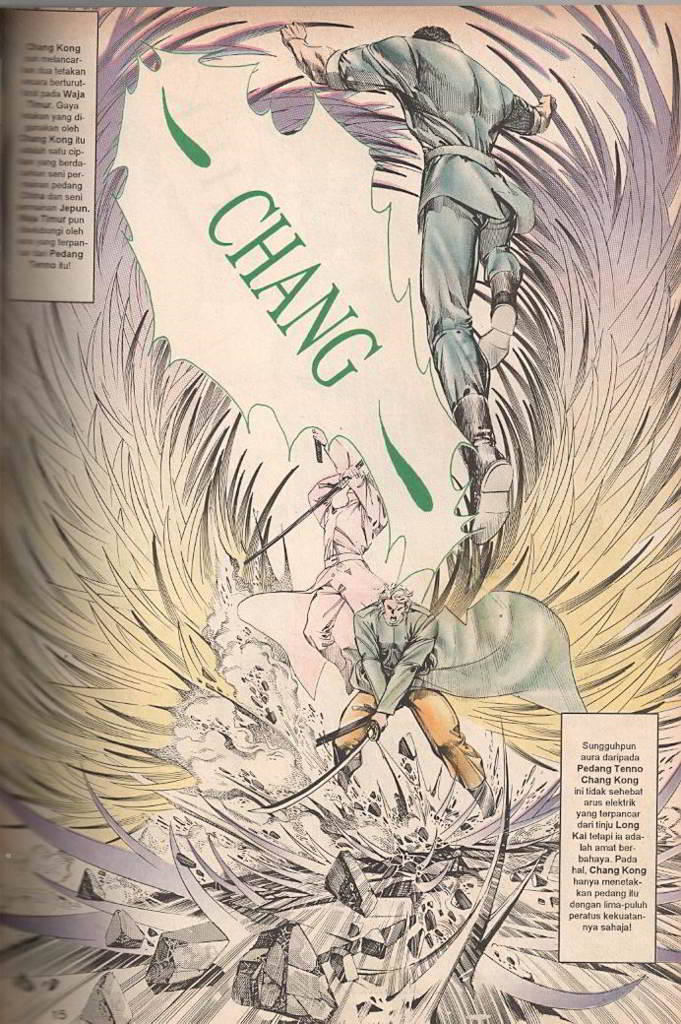 Chang Kong
melancar-
dua tetakan
berturut-
pada Waja
Timur. Gaya
yang di-
oleh
Chang Kong itu
satu cip-
yang berda-
seni per-
pedang
China dan seni
Jepun.
Timur pun
oleh
yang terpan-
dari Pedang
Tenno itu!
CHANG
Sungguhpun
aura daripada
Pedang Tenno
Chang Kong
ini tidak sehebat
arus elektrik
yang terpancar
dari tinju Long
Kai tetapi ia ada-
lah amat ber-
bahaya. Pada
hal, Chang Kong
hanya menetak-
kan pedang itu
dengan lima-puluh
peratus kekuatan-
nya sahaja!
15